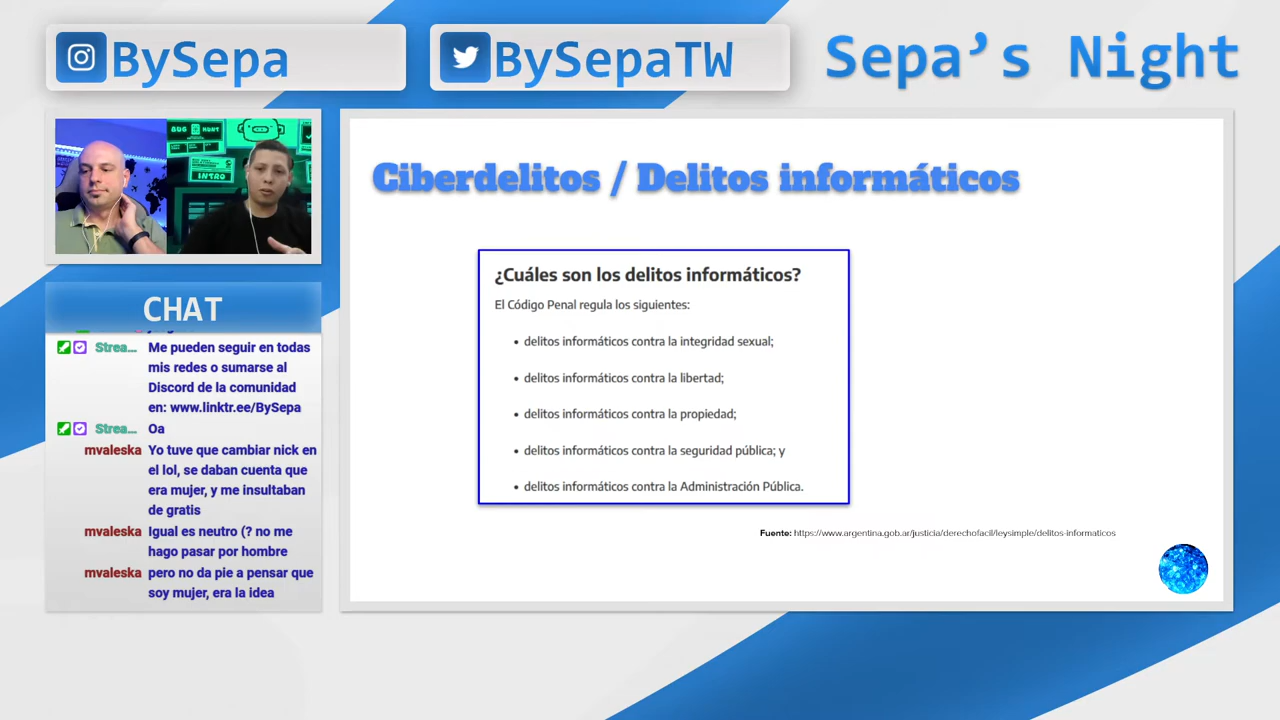 BySepa
BySepaTW
Sepa's Night
BUG HUNT
INTRO
Ciberdelitos / Delitos informáticos
¿Cuáles son los delitos informáticos?
El Código Penal regula los siguientes:
• delitos informáticos contra la integridad sexual;
• delitos informáticos contra la libertad;
• delitos informáticos contra la propiedad;
• delitos informáticos contra la seguridad pública; y
• delitos informáticos contra la Administración Pública.
Fuente: https://www.argentina.gob.ar/justicia/derechofacil/leysimple/delitos-informaticos
CHAT
Strea... Me pueden seguir en todas
mis redes o sumarse al
Discord de la comunidad
en: www.linktr.ee/BySepa
Strea... Oa
mvaleska Yo tuve que cambiar nick en
el lol, se daban cuenta que
era mujer, y me insultaban
de gratis
mvaleska Igual es neutro (? no me
hago pasar por hombre
mvaleska pero no da pie a pensar que
soy mujer, era la idea